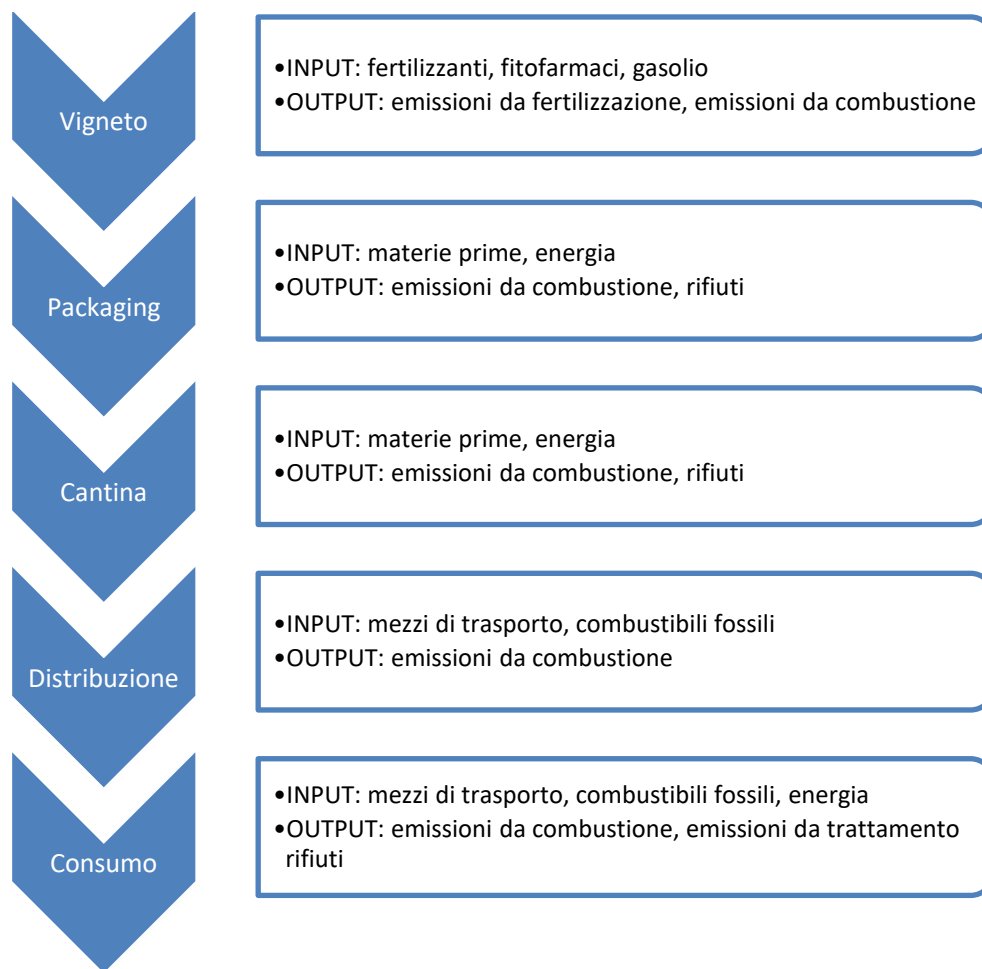 Vigneto
•INPUT: fertilizzanti, fitofarmaci, gasolio
•OUTPUT: emissioni da fertilizzazione, emissioni da combustione
Packaging
•INPUT: materie prime, energia
•OUTPUT: emissioni da combustione, rifiuti
Cantina
•INPUT: materie prime, energia
•OUTPUT: emissioni da combustione, rifiuti
Distribuzione
•INPUT: mezzi di trasporto, combustibili fossili
•OUTPUT: emissioni da combustione
Consumo
•INPUT: mezzi di trasporto, combustibili fossili, energia
•OUTPUT: emissioni da combustione, emissioni da trattamento
rifiuti